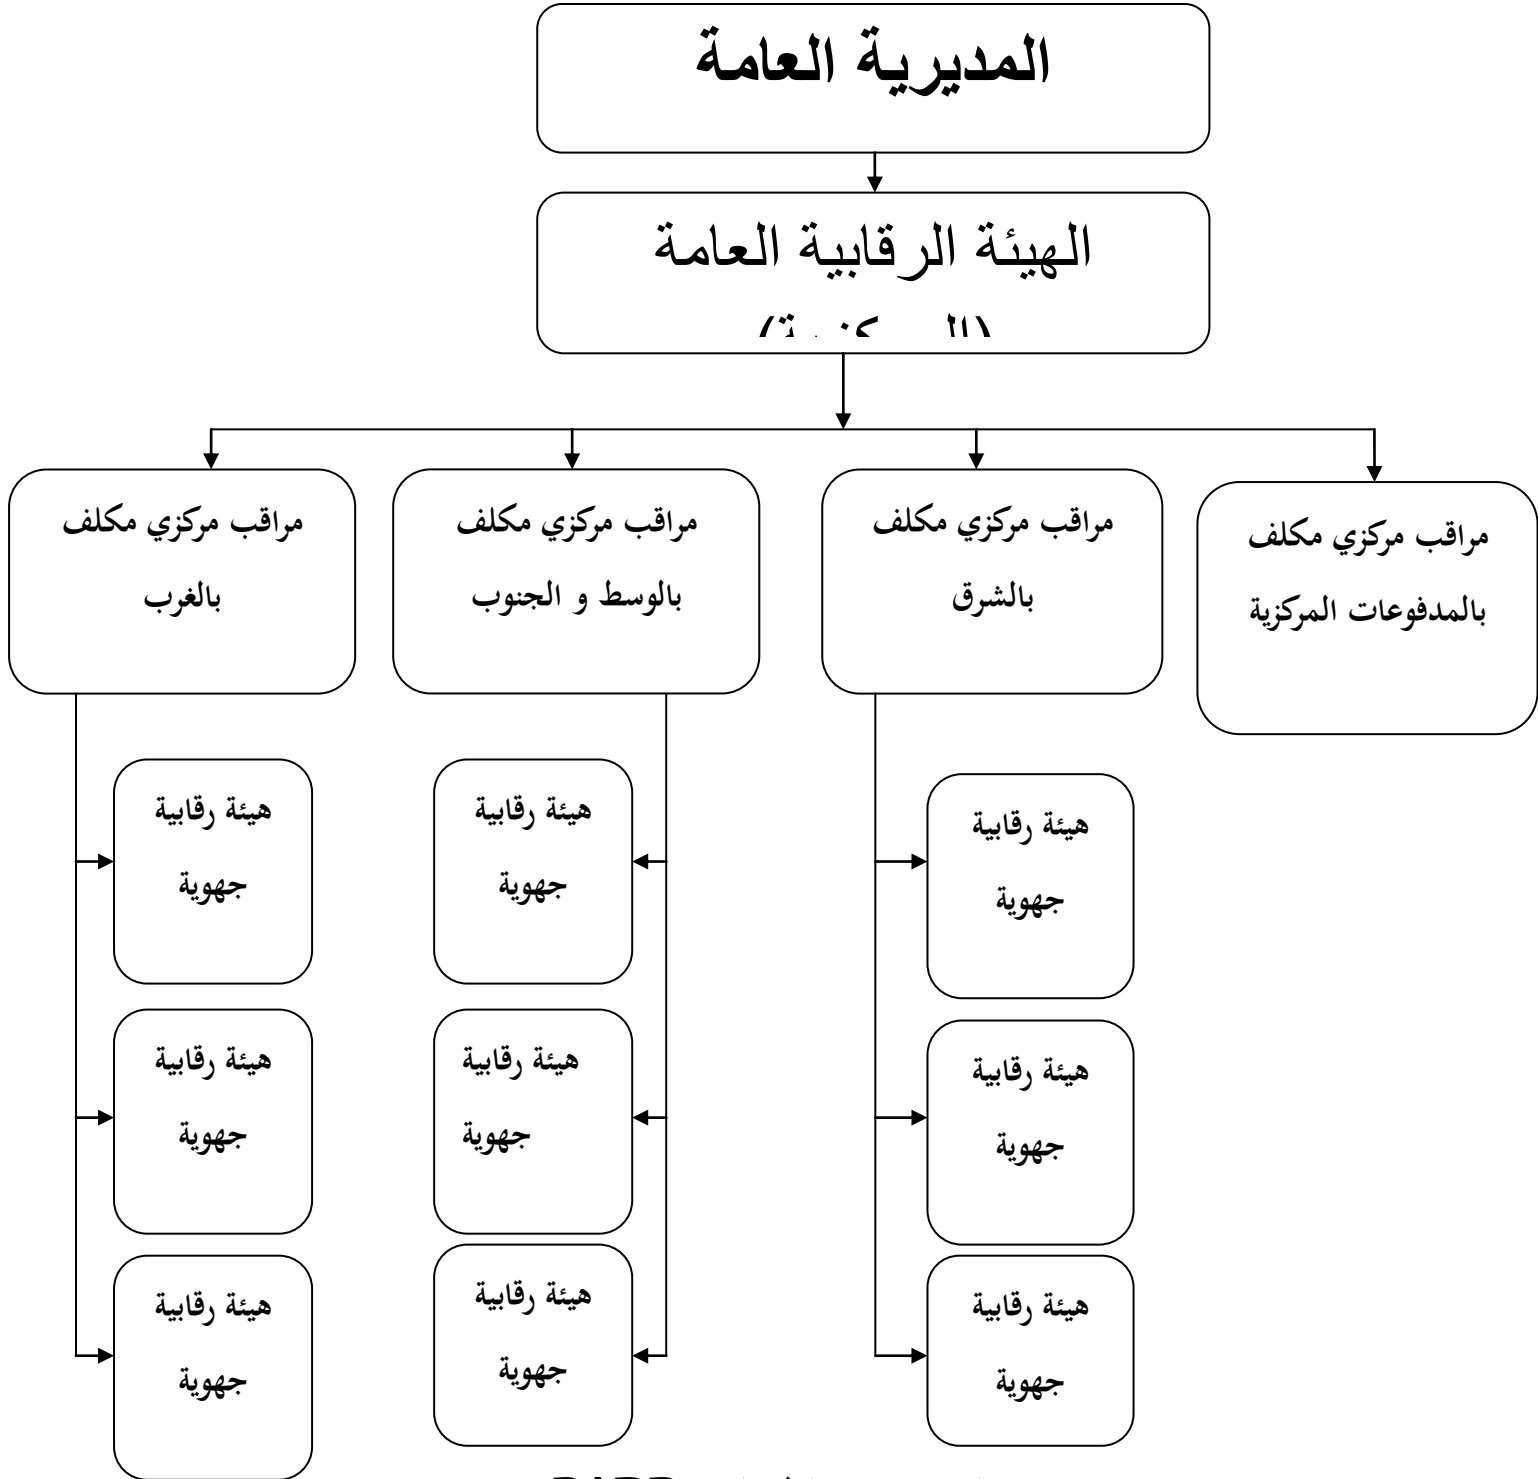 المديرية العامة
الهيئة الرقابية العامة
(المركزية)
مراقب مركزي مكلف
بالمدفوعات المركزية
مراقب مركزي مكلف
بالشرق
مراقب مركزي مكلف
بالوسط و الجنوب
مراقب مركزي مكلف
بالغرب
هيئة رقابية
جهوية
هيئة رقابية
جهوية
هيئة رقابية
جهوية
هيئة رقابية
جهوية
هيئة رقابية
جهوية
هيئة رقابية
جهوية
هيئة رقابية
جهوية
هيئة رقابية
جهوية
هيئة رقابية
جهوية